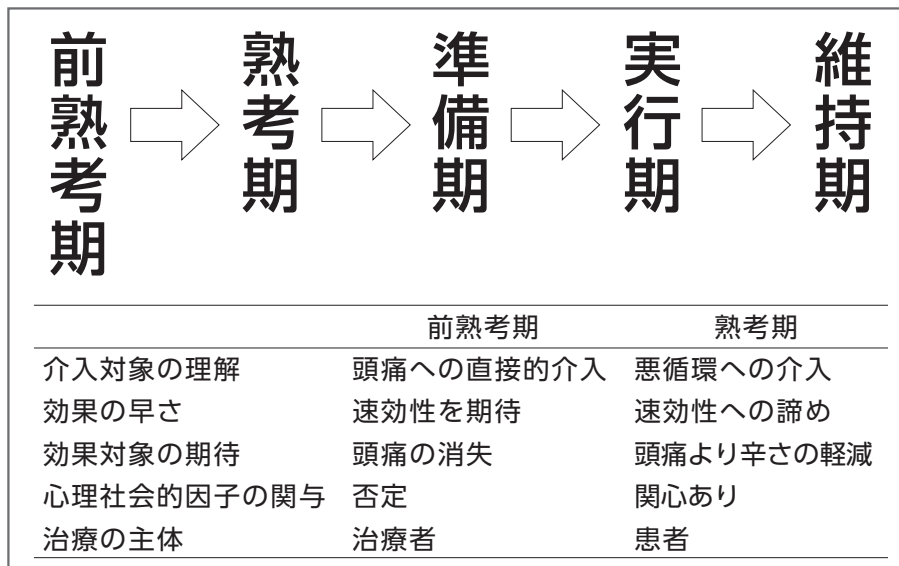 前熟考期
熟考期
準備期
実行期
維持期
前熟考期 熟考期
介入対象の理解 頭痛への直接的介入 悪循環への介入
効果の早さ 速効性を期待 速効性への諦め
効果対象の期待 頭痛の消失 頭痛より辛さの軽減
心理社会的因子の関与 否定 関心あり
治療の主体 治療者 患者